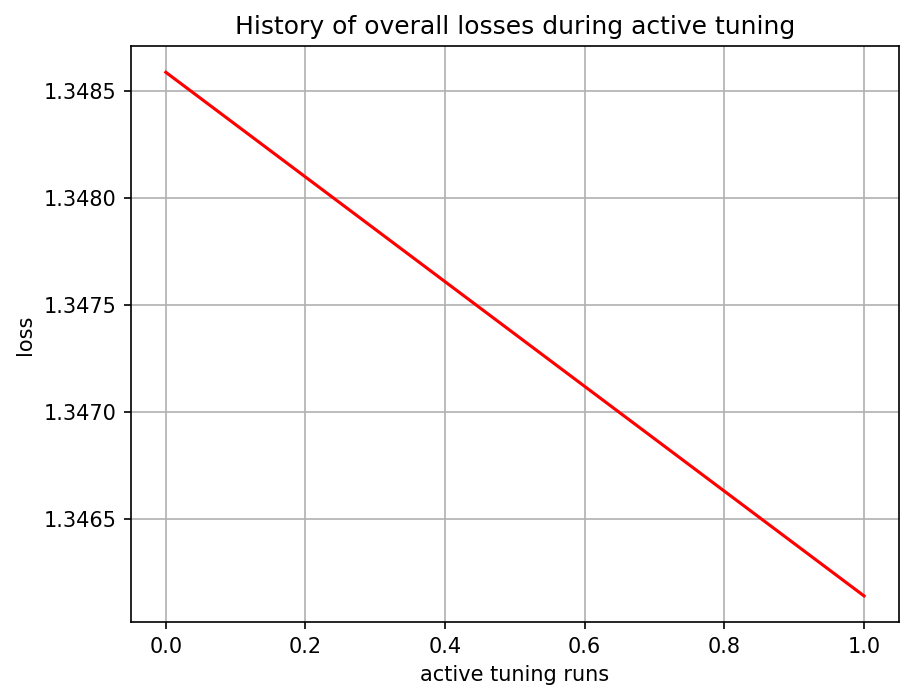 History of overall losses during active tuning
1.3485
1.3480
1.3475
1.3470
1.3465
loss
0.0 0.2 0.4 0.6 0.8 1.0
active tuning runs